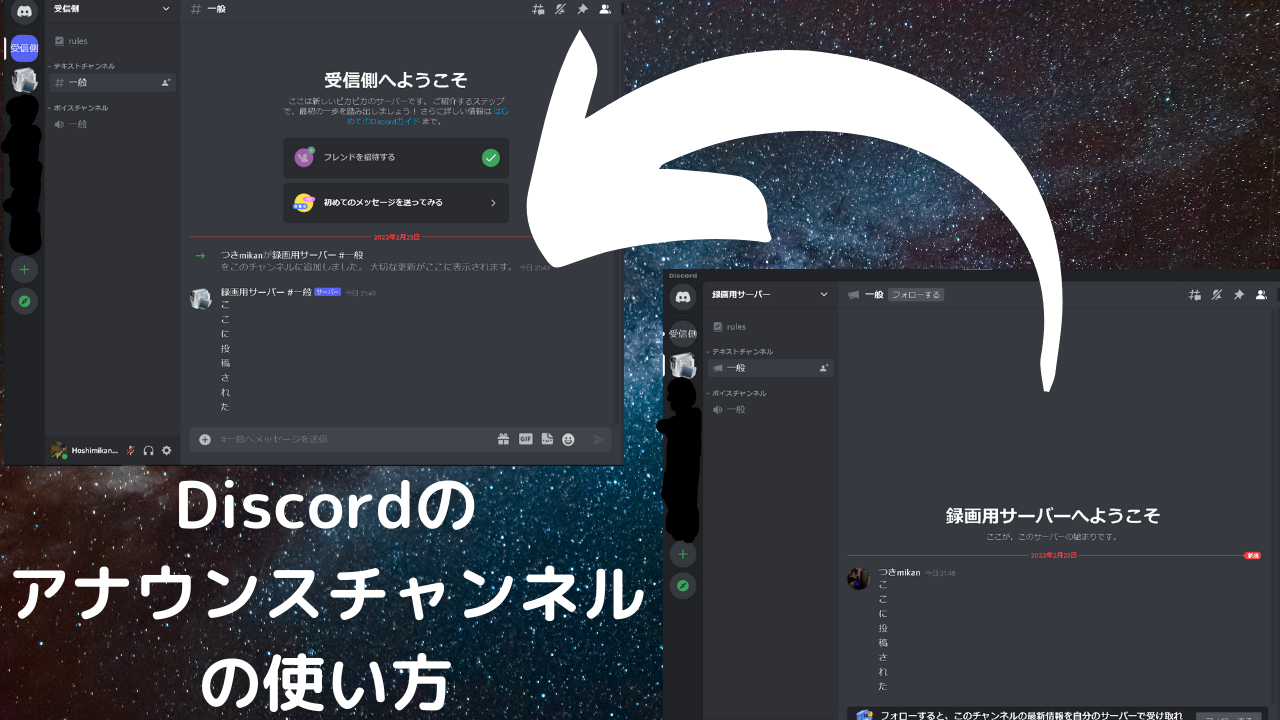 受信側
受信側
rules
テキストチャンネル
一般
ボイスチャンネル
一般
Hoshimikan...
# 一般
受信側へようこそ
ここは新しいピカピカのサーバーです。ご紹介するステップ
で、最初の一歩を踏み出しましょう！ さらに詳しい情報は はじ
めてのDiscordガイド まで。
フレンドを招待する
初めてのメッセージを送ってみる
2022年2月23日
つきmikanが録画用サーバー #一般
をこのチャンネルに追加しました。 大切な更新がここに表示されます。 今日 21:49
録画用サーバー #一般 サーバー 今日 21:49
こ
こ
に
投
稿
さ
れ
た
#一般へメッセージを送信
GIF
Discordの
アナウンスチャンネル
の使い方
Discord
受信側
録画用サーバー
rules
テキストチャンネル
一般
ボイスチャンネル
一般
一般 フォローする
録画用サーバーへようこそ
ここが、このサーバーの始まりです。
2022年2月23日 新規
つきmikan 今日 21:48
こ
こ
に
投
稿
さ
れ
た
フォローすると、このチャンネルの最新情報を自分のサーバーで受け取れ